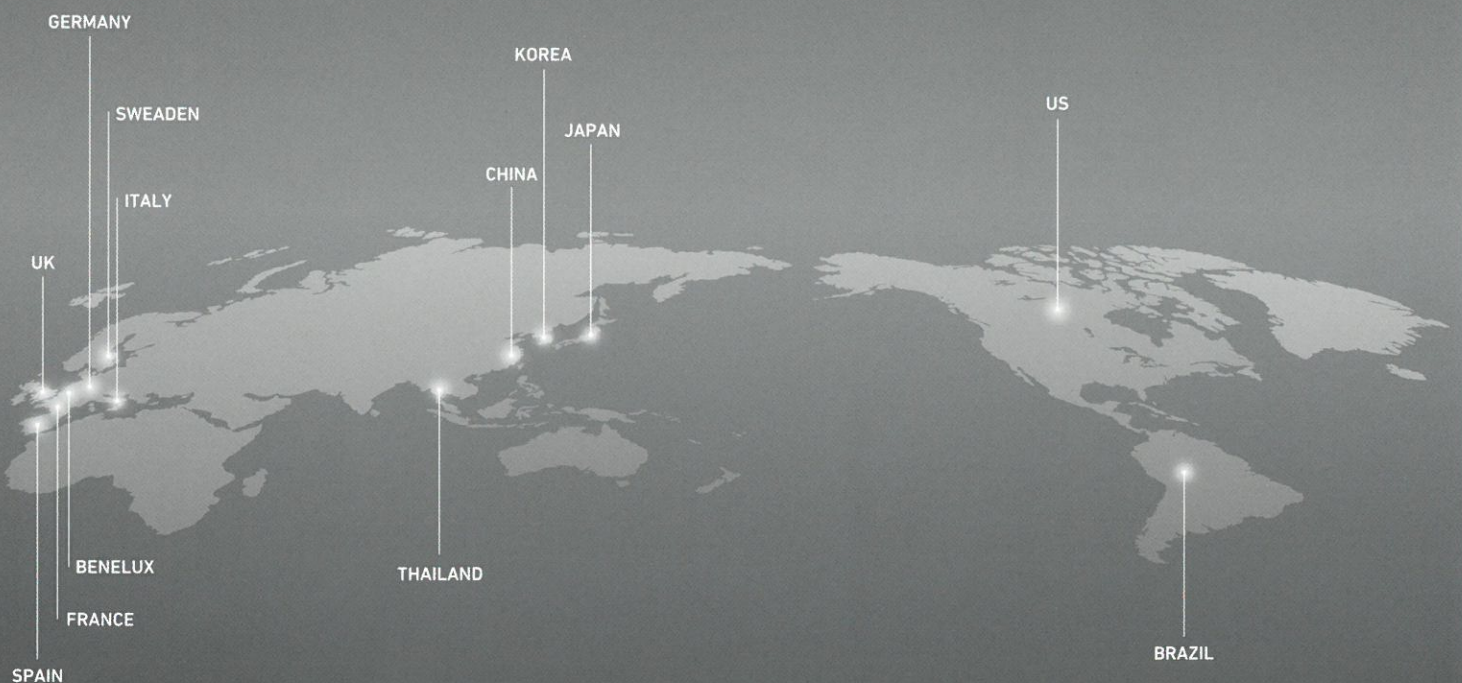 GERMANY
KOREA
US
SWEADEN
JAPAN
CHINA
ITALY
UK
BENELUX
THAILAND
FRANCE
BRAZIL
SPAIN